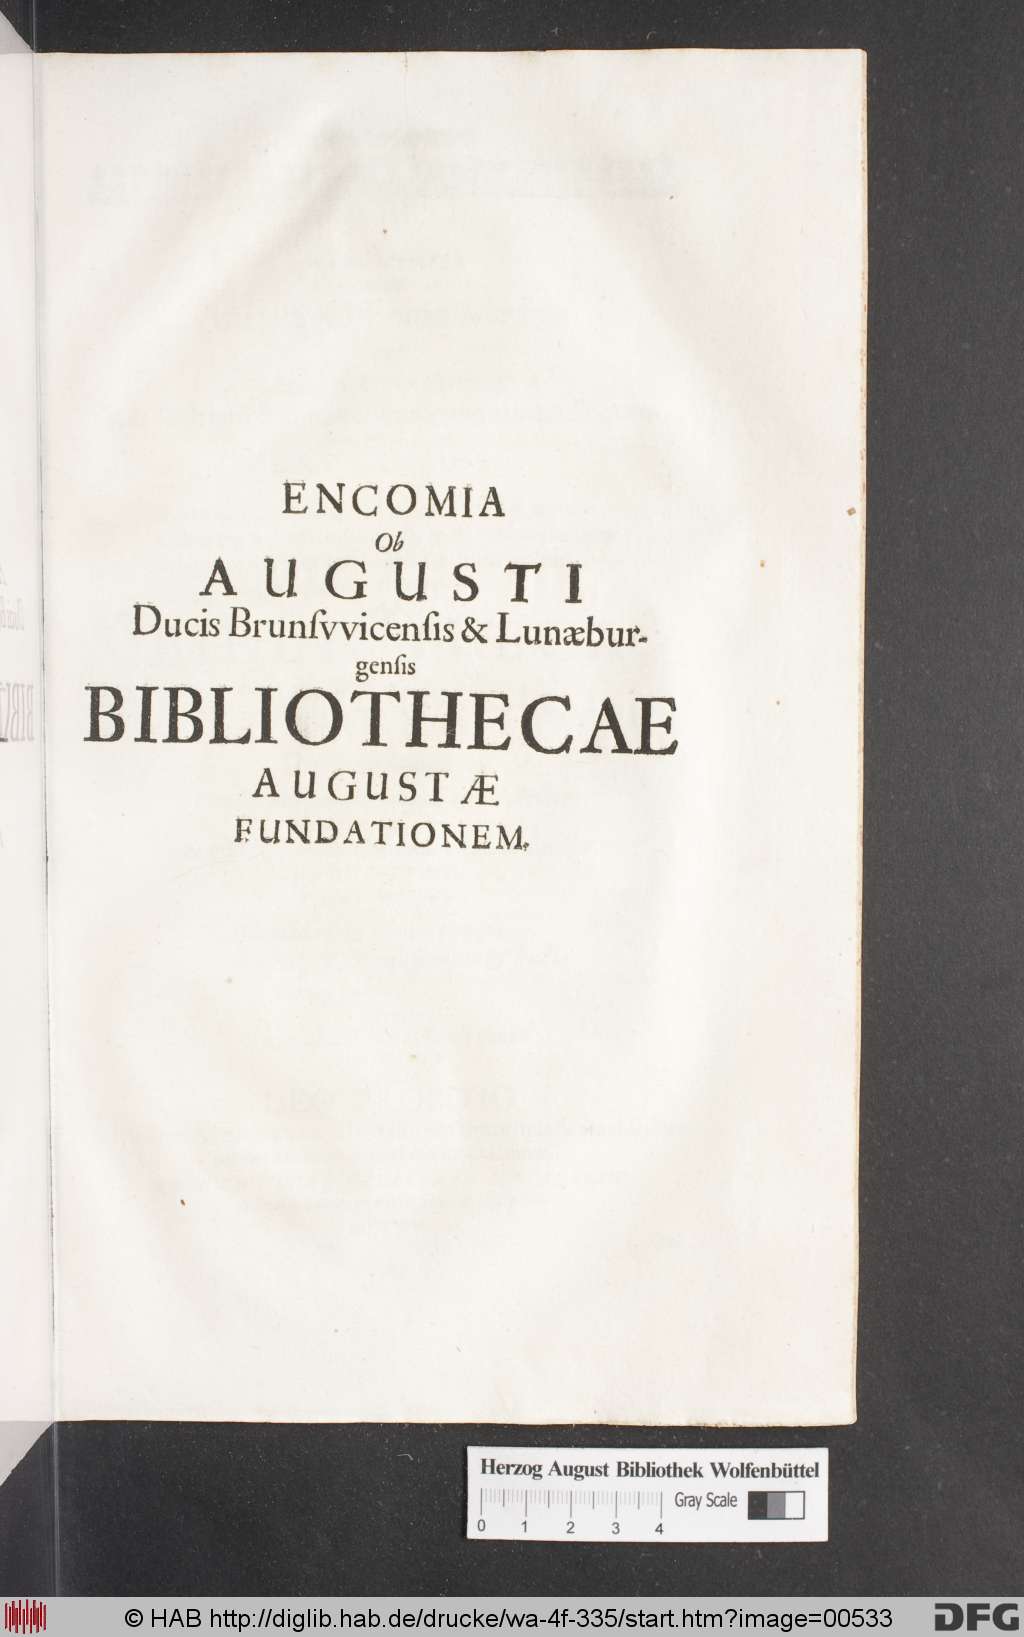 ENCOMIA
Ob
AUGUSTI
Ducis Brunſvvicenſis & Lunæbur-
genſis
BIBLIOTHECAE
AUGUSTÆ
FUNDATIONEM.
Herzog August Bibliothek Wolfenbüttel
Gray Scale
0 1 2 3 4
© HAB http://diglib.hab.de/drucke/wa-4f-335/start.htm?image=00533
DFG